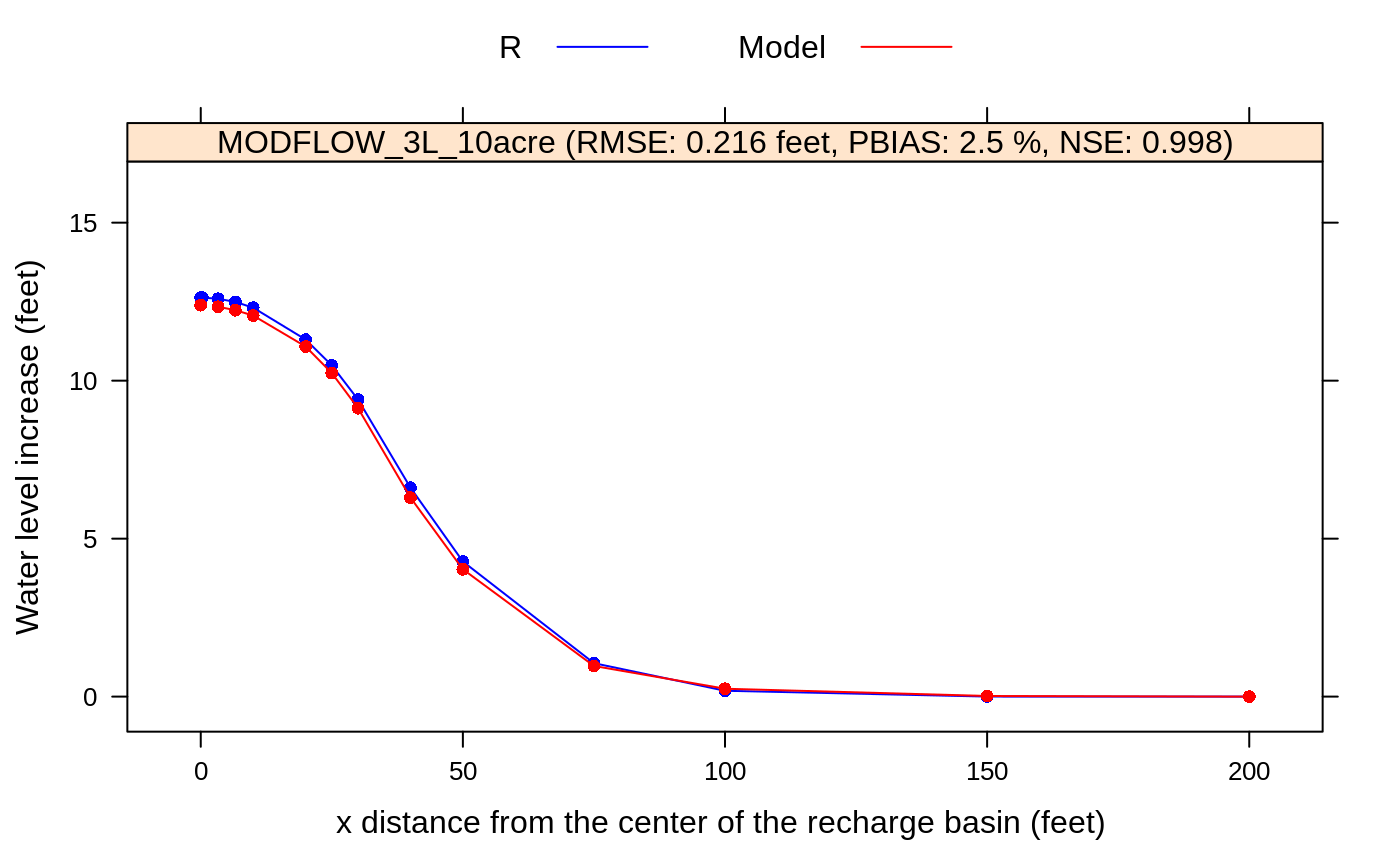 R Model
MODFLOW_3L_10acre (RMSE: 0.216 feet, PBIAS: 2.5 %, NSE: 0.998)
Water level increase (feet)
15
10
5
0
0 50 100 150 200
x distance from the center of the recharge basin (feet)